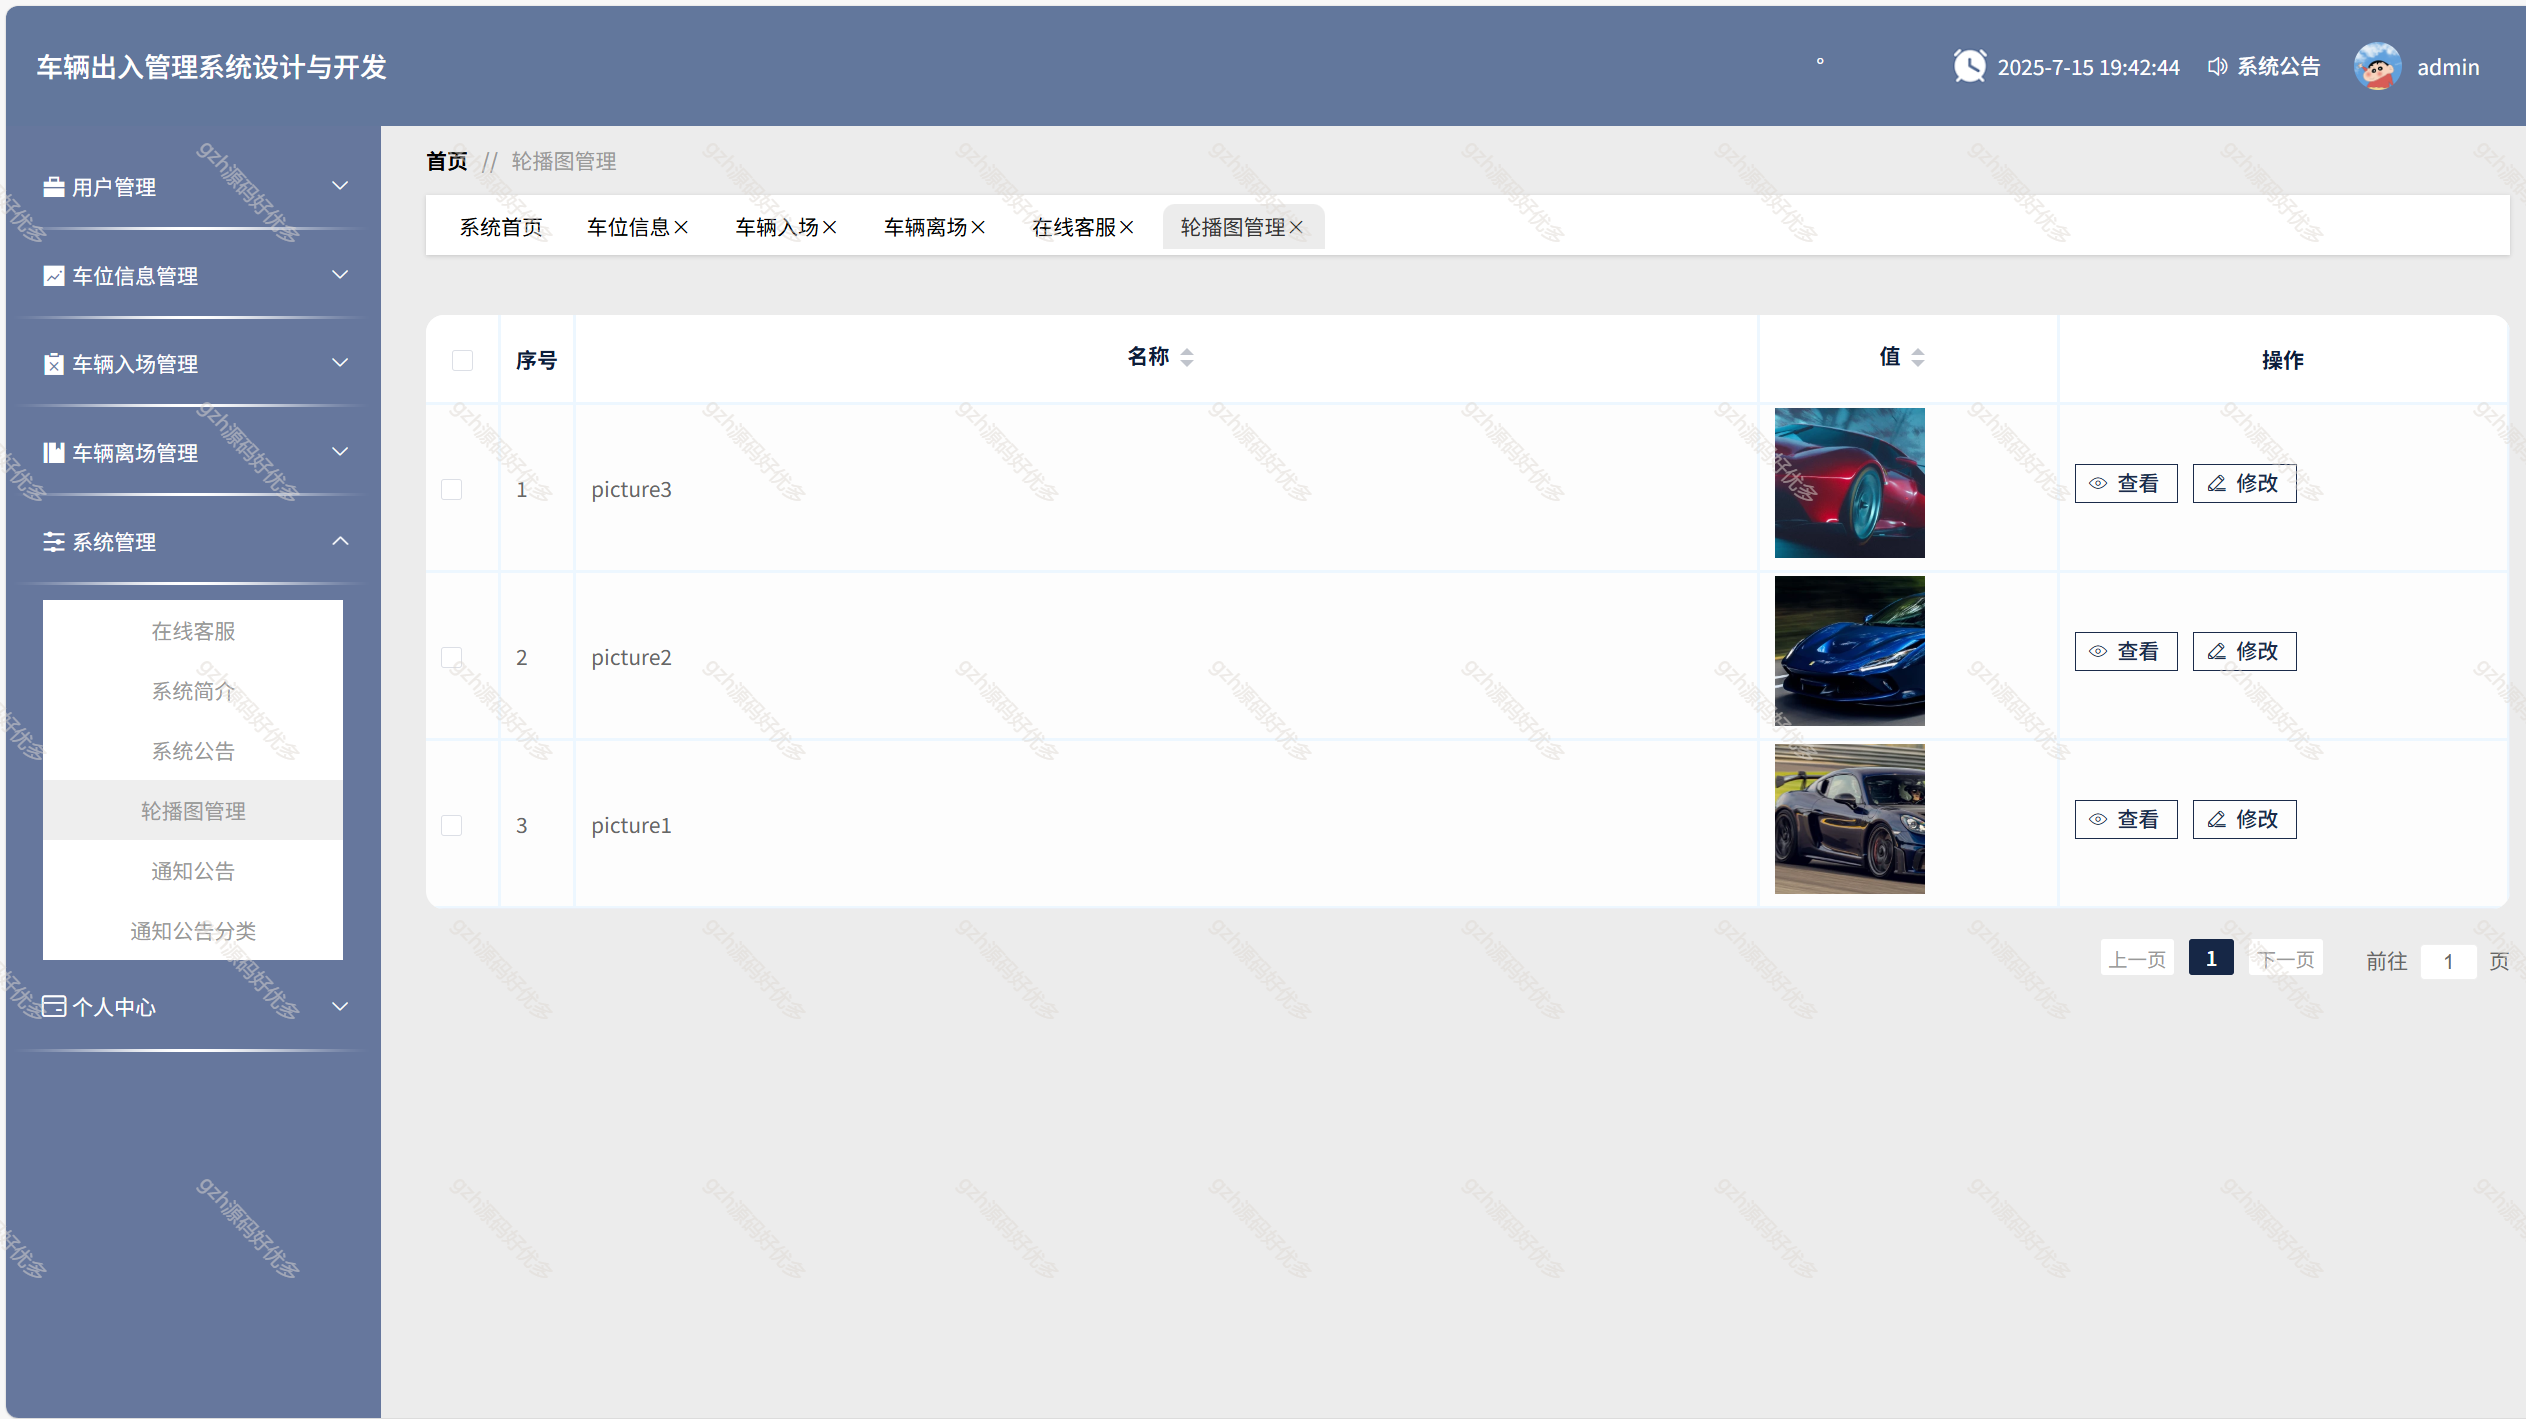 车辆出入管理系统设计与开发
。
2025-7-15 19:42:44
系统公告
admin
用户管理
车位信息管理
车辆入场管理
车辆离场管理
系统管理
在线客服
系统简介
系统公告
轮播图管理
通知公告
通知公告分类
个人中心
首页 // 轮播图管理
系统首页 车位信息× 车辆入场× 车辆离场× 在线客服× 轮播图管理×
序号 名称 值 操作
1 picture3 查看 修改
2 picture2 查看 修改
3 picture1 查看 修改
上一页 1 下一页 前往 1 页
gzh源码好优多